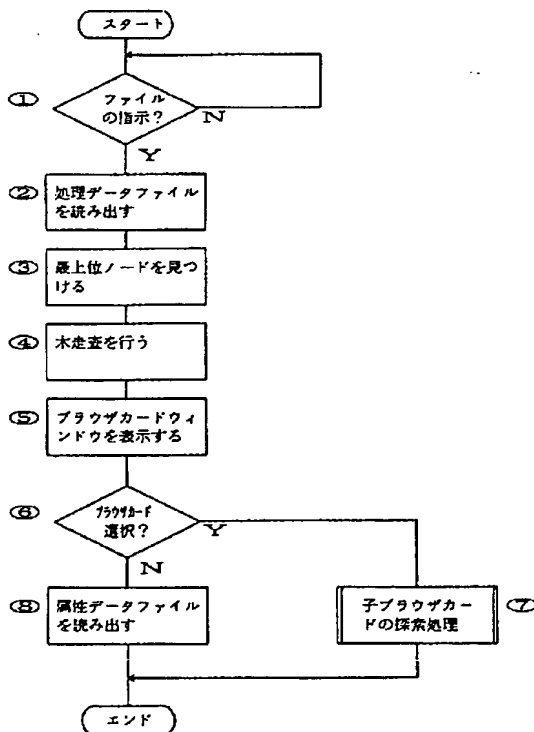 スタート
①
ファイル
の指示?
N
Y
②
処理データファイル
を読み出す
③
最上位ノードを見つ
ける
④
木走査を行う
⑤
ブラウザカードウィ
ンドウを表示する
⑥
ブラウザカード
選択?
Y
N
⑧
属性データファイル
を読み出す
子ブラウザカー
ドの探索処理
⑦
エンド